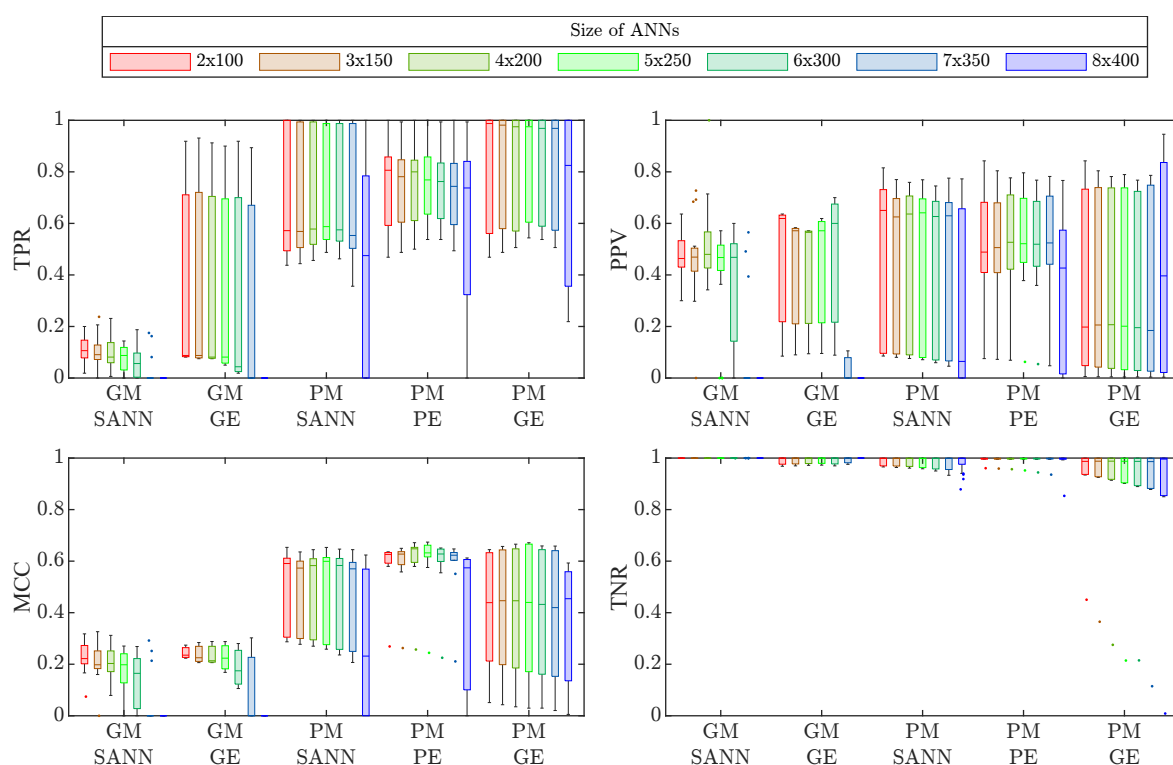 Size of ANNs
2x100 3x150 4x200 5x250 6x300 7x350 8x400
1
0.8
0.6
0.4
0.2
0
TPR
GM GM PM PM PM
SANN GE SANN PE GE
1
0.8
0.6
0.4
0.2
0
PPV
GM GM PM PM PM
SANN GE SANN PE GE
1
0.8
0.6
0.4
0.2
0
MCC
GM GM PM PM PM
SANN GE SANN PE GE
1
0.8
0.6
0.4
0.2
0
TNR
GM GM PM PM PM
SANN GE SANN PE GE